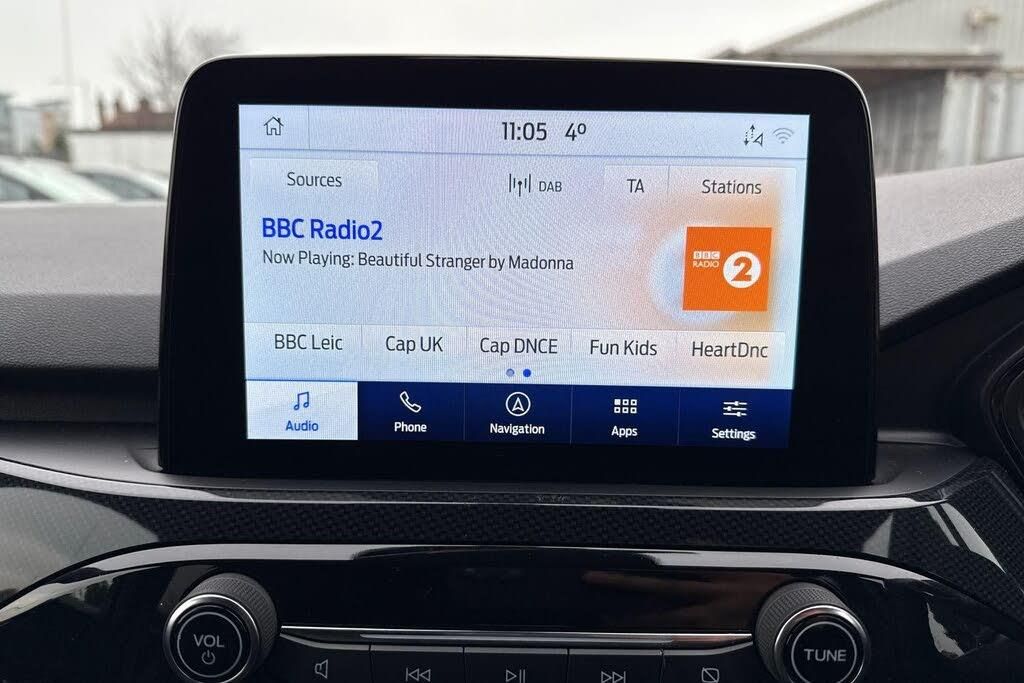 11:05 4º
Sources DAB TA Stations
BBC Radio2
Now Playing: Beautiful Stranger by Madonna
BBC
RADIO 2
BBC Leic Cap UK Cap DNCE Fun Kids HeartDnc
Audio Phone Navigation Apps Settings
VOL TUNE